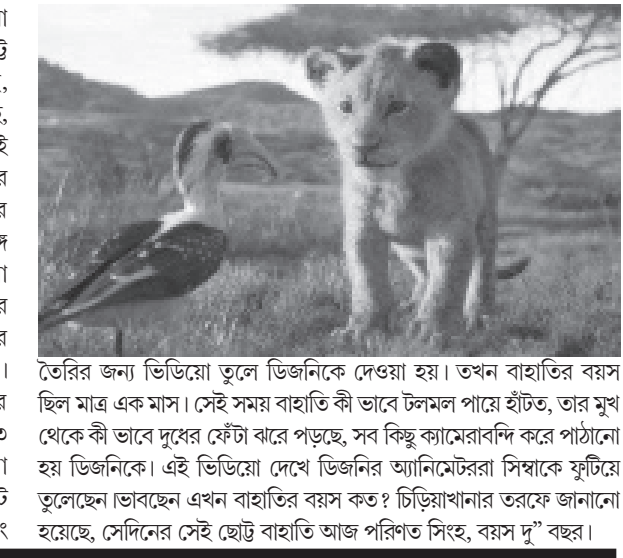 তৈরির জন্য ভিডিয়ো তুলে ডিজনিকে দেওয়া হয়। তখন বাহাতির বয়স
ছিল মাত্র এক মাস। সেই সময় বাহাতি কী ভাবে টলমল পায়ে হাঁটত, তার মুখ
থেকে কী ভাবে দুধের ফেঁটা ঝরে পড়ছে, সব কিছু ক্যামেরাবন্দি করে পাঠানো
হয় ডিজনিকে। এই ভিডিয়ো দেখে ডিজনির অ্যানিমেটররা সিম্বাকে ফুটিয়ে
তুলেছেন।ভাবছেন এখন বাহাতির বয়স কত? চিড়িয়াখানার তরফে জানানো
হয়েছে, সেদিনের সেই ছোট্ট বাহাতি আজ পরিণত সিংহ, বয়স দু” বছর।